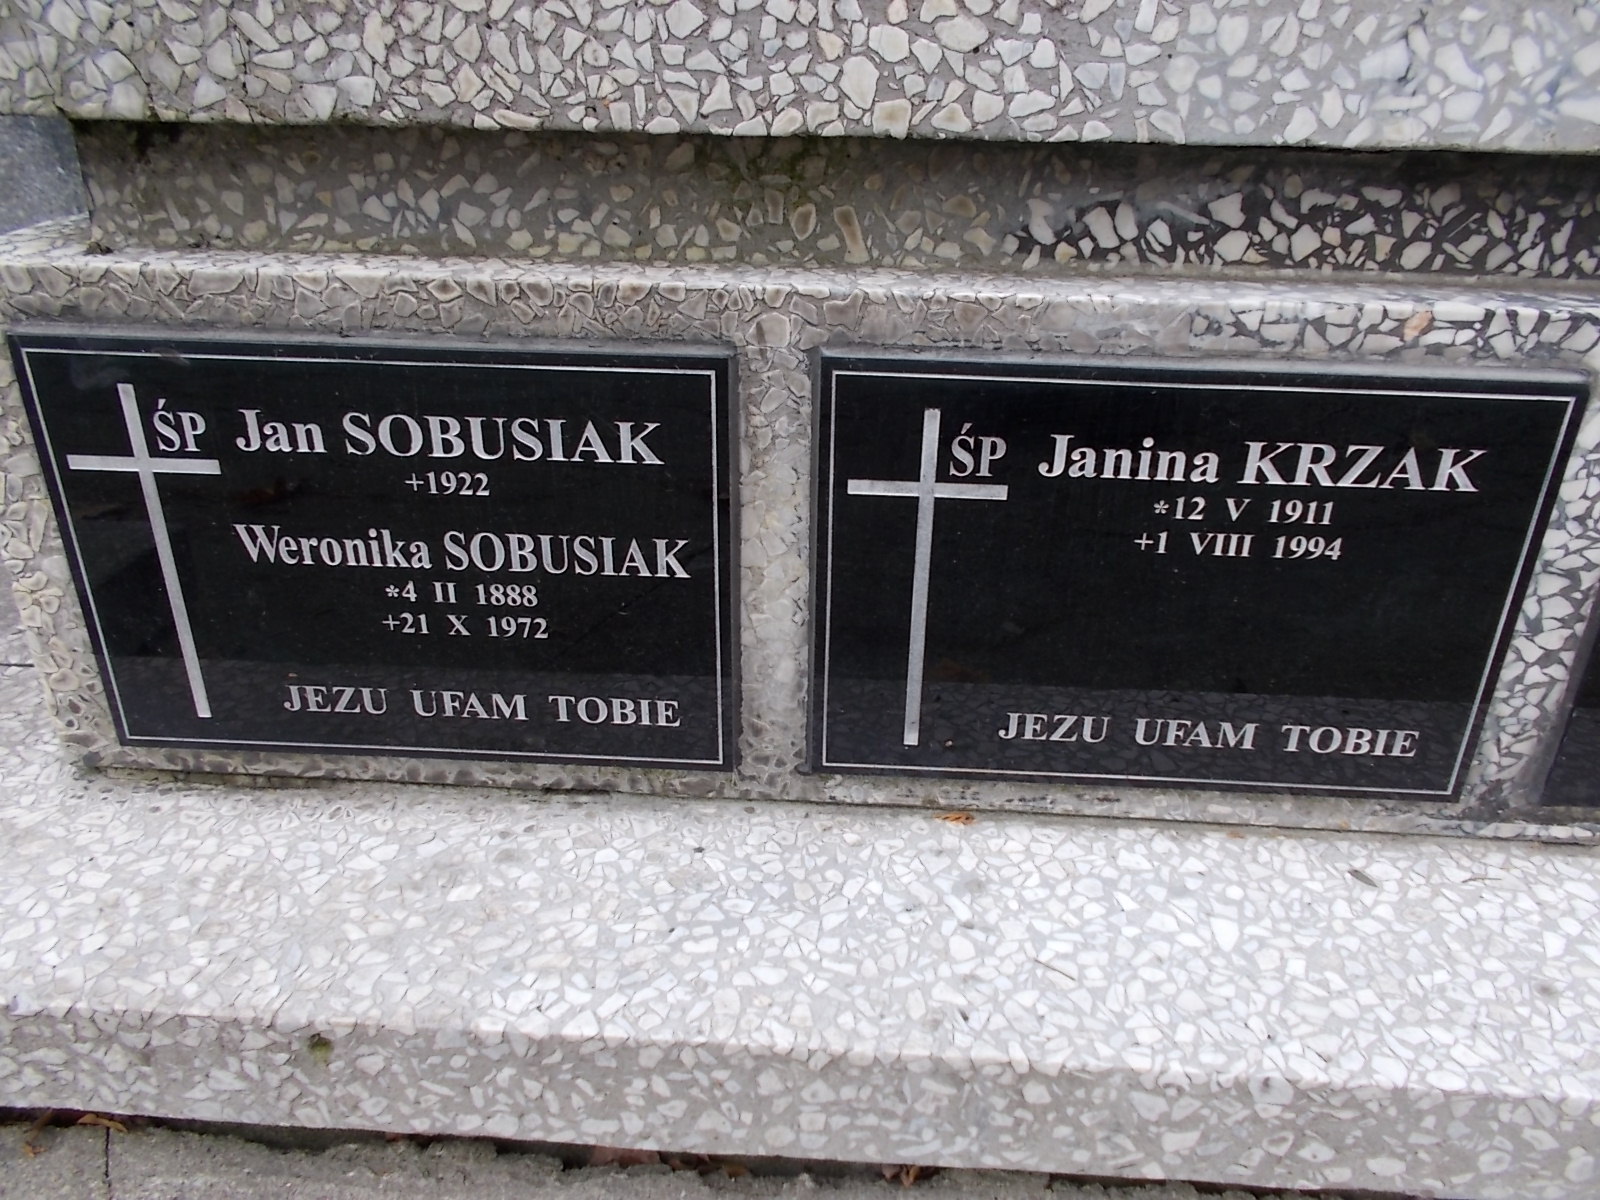 ŚP Jan SOBUSIAK
+1922
Weronika SOBUSIAK
*4 II 1888
+21 X 1972
JEZU UFAM TOBIE
ŚP Janina KRZAK
*12 V 1911
+1 VIII 1994
JEZU UFAM TOBIE